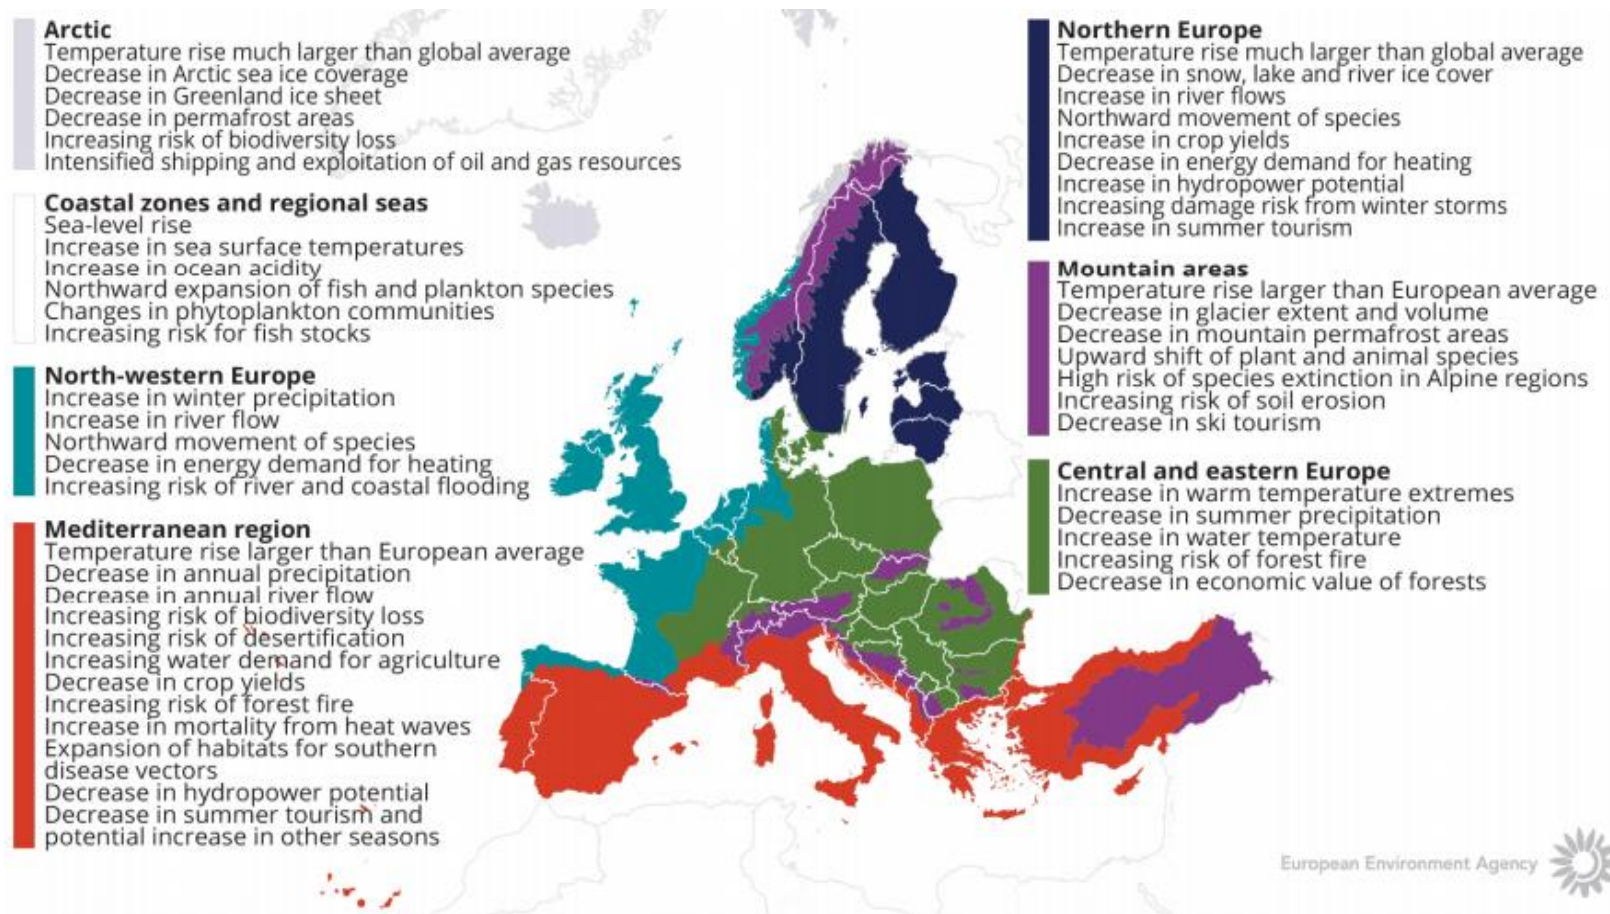 Arctic
Temperature rise much larger than global average
Decrease in Arctic sea ice coverage
Decrease in Greenland ice sheet
Decrease in permafrost areas
Increasing risk of biodiversity loss
Intensified shipping and exploitation of oil and gas resources
Coastal zones and regional seas
Sea-level rise
Increase in sea surface temperatures
Increase in ocean acidity
Northward expansion of fish and plankton species
Changes in phytoplankton communities
Increasing risk for fish stocks
North-western Europe
Increase in winter precipitation
Increase in river flow
Northward movement of species
Decrease in energy demand for heating
Increasing risk of river and coastal flooding
Mediterranean region
Temperature rise larger than European average
Decrease in annual precipitation
Decrease in annual river flow
Increasing risk of biodiversity loss
Increasing risk of desertification
Increasing water demand for agriculture
Decrease in crop yields
Increasing risk of forest fire
Increase in mortality from heat waves
Expansion of habitats for southern
disease vectors
Decrease in hydropower potential
Decrease in summer tourism and
potential increase in other seasons
Northern Europe
Temperature rise much larger than global average
Decrease in snow, lake and river ice cover
Increase in river flows
Northward movement of species
Increase in crop yields
Decrease in energy demand for heating
Increase in hydropower potential
Increasing damage risk from winter storms
Increase in summer tourism
Mountain areas
Temperature rise larger than European average
Decrease in glacier extent and volume
Decrease in mountain permafrost areas
Upward shift of plant and animal species
High risk of species extinction in Alpine regions
Increasing risk of soil erosion
Decrease in ski tourism
Central and eastern Europe
Increase in warm temperature extremes
Decrease in summer precipitation
Increase in water temperature
Increasing risk of forest fire
Decrease in economic value of forests
European Environment Agency